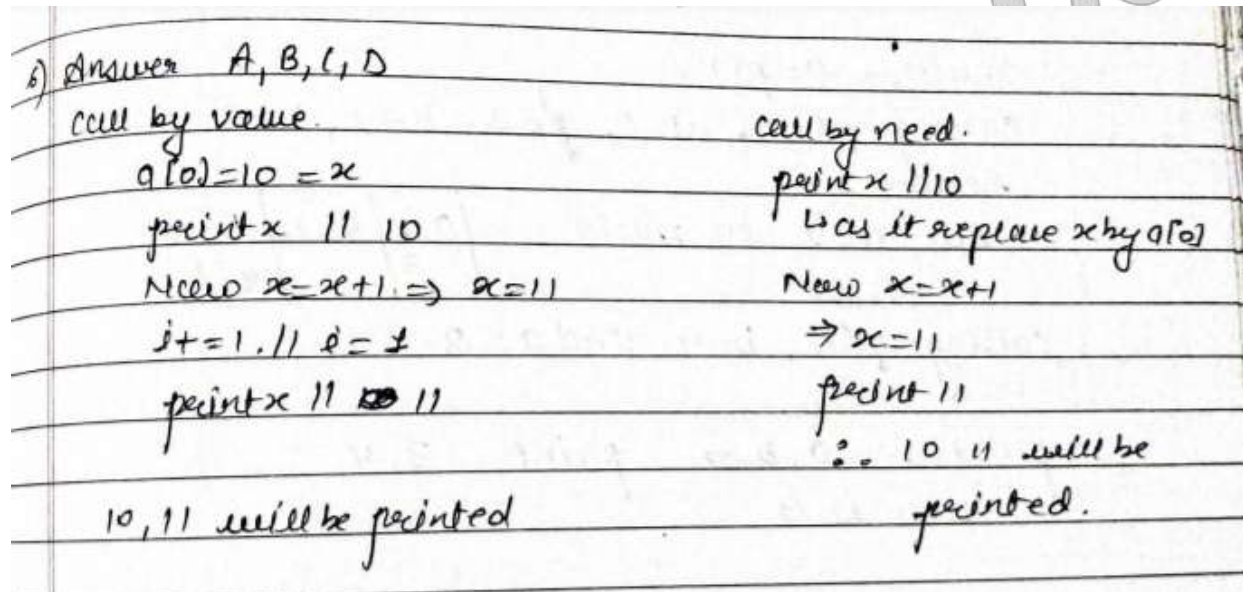 6) Answer A, B, C, D
call by value.
a[0]=10 = x
print x // 10
Now x=x+1 ⇒ x=11
i+=1. // i=1
print x // 11
10, 11 will be printed
call by need.
print x //10.
↳ as it replace x by a[0]
Now x=x+1
⇒ x=11
print 11
∴ 10 11 will be
printed.